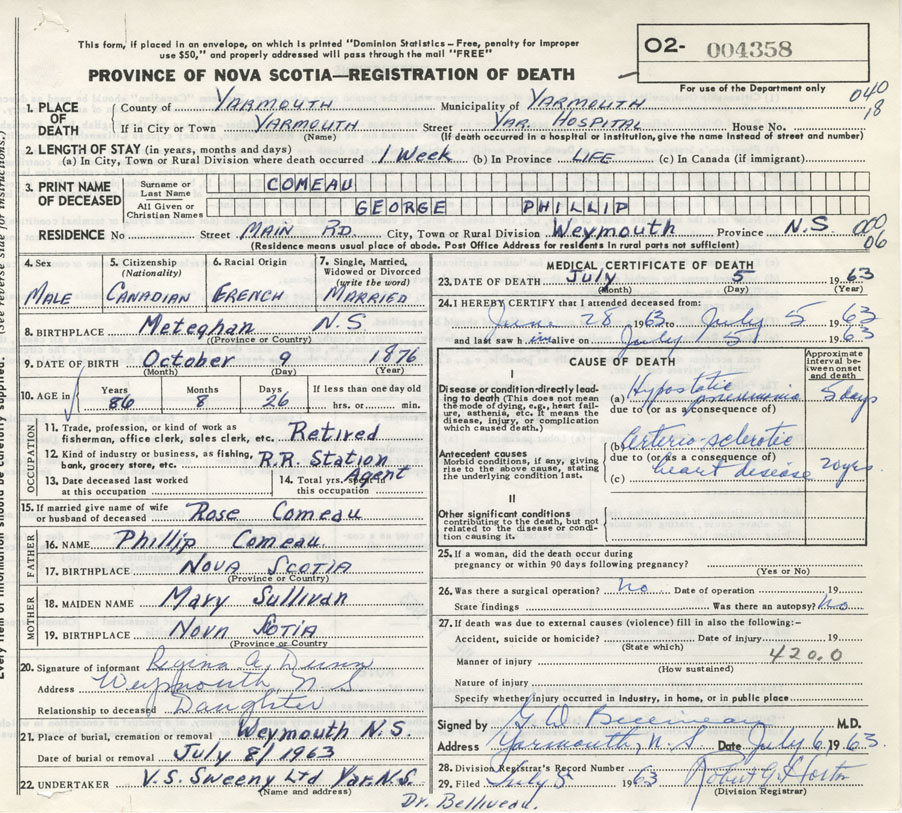 This form, if placed in an envelope, on which is printed "Dominion Statistics – Free, penalty for improper
use $50," and properly addressed will pass through the mail "FREE"
PROVINCE OF NOVA SCOTIA—REGISTRATION OF DEATH
O2- 004358
For use of the Department only
040
18
1. PLACE OF DEATH
County of YARMOUTH Municipality of YARMOUTH
If in City or Town YARMOUTH Street YAR. HOSPITAL House No.
(Name) (If death occurred in a hospital or institution, give the name instead of street and number)
2. LENGTH OF STAY (in years, months and days)
(a) In City, Town or Rural Division where death occurred 1 Week (b) In Province LIFE (c) In Canada (if immigrant)
3. PRINT NAME OF DECEASED
Surname or Last Name COMEAU
All Given or Christian Names GEORGE PHILLIP
RESIDENCE No Street MAIN RD City, Town or Rural Division Weymouth Province N.S.
000
06
(Residence means usual place of abode. Post Office Address for residents in rural parts not sufficient)
4. Sex
MALE
5. Citizenship (Nationality)
CANADIAN
6. Racial Origin
FRENCH
7. Single, Married, Widowed or Divorced (write the word)
MARRIED
8. BIRTHPLACE Meteghan N.S
(Province or Country)
9. DATE OF BIRTH October 9 1876
(Month) (Day) (Year)
10. AGE in Years 86 Months 8 Days 26 If less than one day old hrs. or min.
OCCUPATION
11. Trade, profession, or kind of work as fisherman, office clerk, sales clerk, etc. Retired
12. Kind of industry or business, as fishing, bank, grocery store, etc. R.R. Station Agent
13. Date deceased last worked at this occupation
14. Total yrs. this occupation
15. If married give name of wife or husband of deceased Rose Comeau
FATHER
16. NAME Phillip Comeau
17. BIRTHPLACE NOVA SCOTIA
(Province or Country)
MOTHER
18. MAIDEN NAME Mary Sullivan
19. BIRTHPLACE NOVA SCOTIA
(Province or Country)
20. Signature of informant Regina A. Dunn
Address Weymouth N S
Relationship to deceased Daughter
21. Place of burial, cremation or removal Weymouth N.S.
Date of burial or removal July 8/1963
22. UNDERTAKER V.S. Sweeny Ltd Yar. N.S.
(Name and address)
Dr. Belliveau.
MEDICAL CERTIFICATE OF DEATH
23. DATE OF DEATH July 5 1963
(Month) (Day) (Year)
24. I HEREBY CERTIFY that I attended deceased from:
June 28 1963 to July 5 1963
and last saw him alive on July 5 1963
CAUSE OF DEATH
Approximate interval between onset and death
I
Disease or condition directly leading to death (This does not mean the mode of dying, e.g., heart failure, asthenia, etc. It means the disease, injury, or complication which caused death.)
(a) Hypostatic pneumonia 5 days
due to (or as a consequence of)
Antecedent causes
Morbid conditions, if any, giving rise to the above cause, stating the underlying condition last.
(b) Arterio-sclerotic
due to (or as a consequence of)
(c) heart disease 20 yrs.
II
Other significant conditions
contributing to the death, but not related to the disease or condition causing it.
25. If a woman, did the death occur during pregnancy or within 90 days following pregnancy?
(Yes or No)
26. Was there a surgical operation? No Date of operation 19
State findings Was there an autopsy? No
27. If death was due to external causes (violence) fill in also the following:–
Accident, suicide or homicide? Date of injury 19
(State which)
Manner of injury 420.0
(How sustained)
Nature of injury
Specify whether injury occurred in industry, in home, or in public place
Signed by M.D.
Address Yarmouth, N.S Date July 6, 1963.
28. Division Registrar's Record Number
29. Filed July 5 1963 Robert G.
(Division Registrar)
(See reverse side for instructions.)
Every item of information should be carefully supplied.